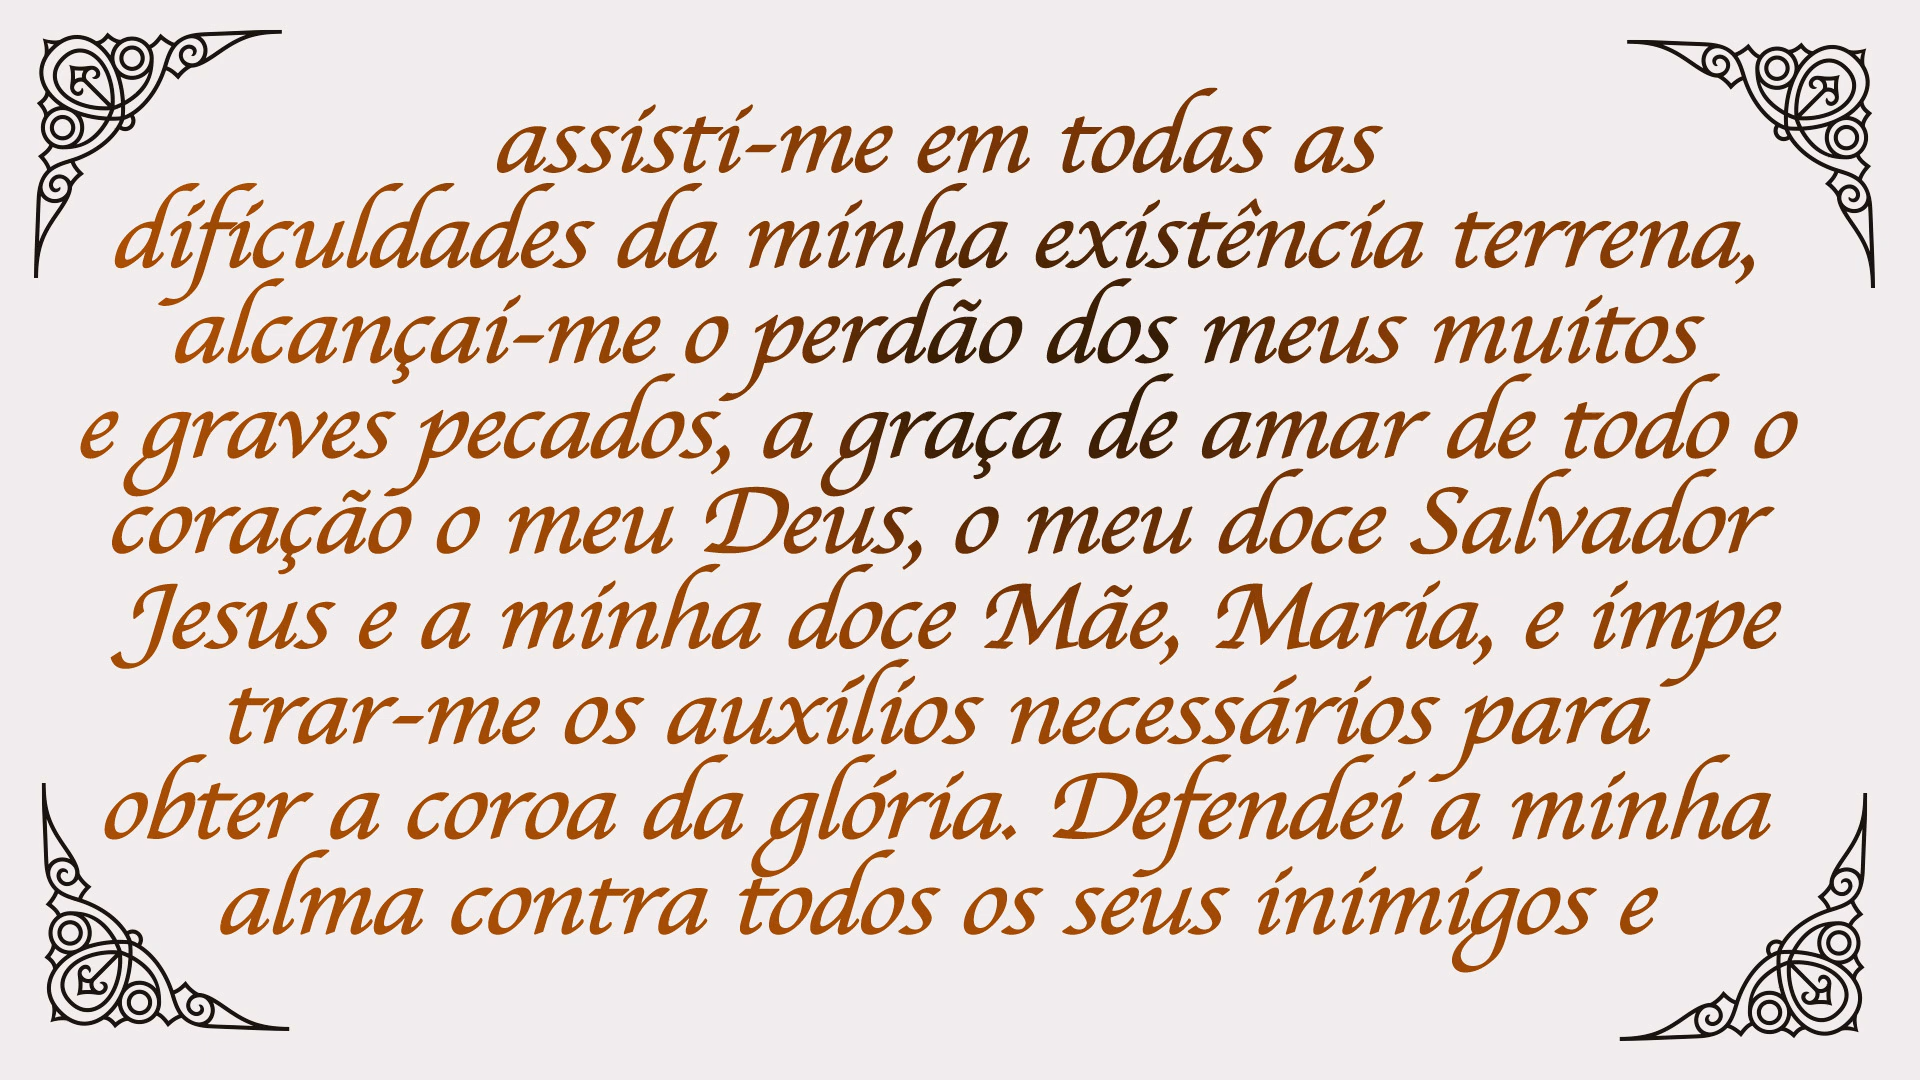 assisti-me em todas as
dificuldades da minha existência terrena,
alcançai-me o perdão dos meus muitos
e graves pecados, a graça de amar de todo o
coração o meu Deus, o meu doce Salvador
Jesus e a minha doce Mãe, Maria, e impe
trar-me os auxílios necessários para
obter a coroa da glória. Defendei a minha
alma contra todos os seus inimigos e